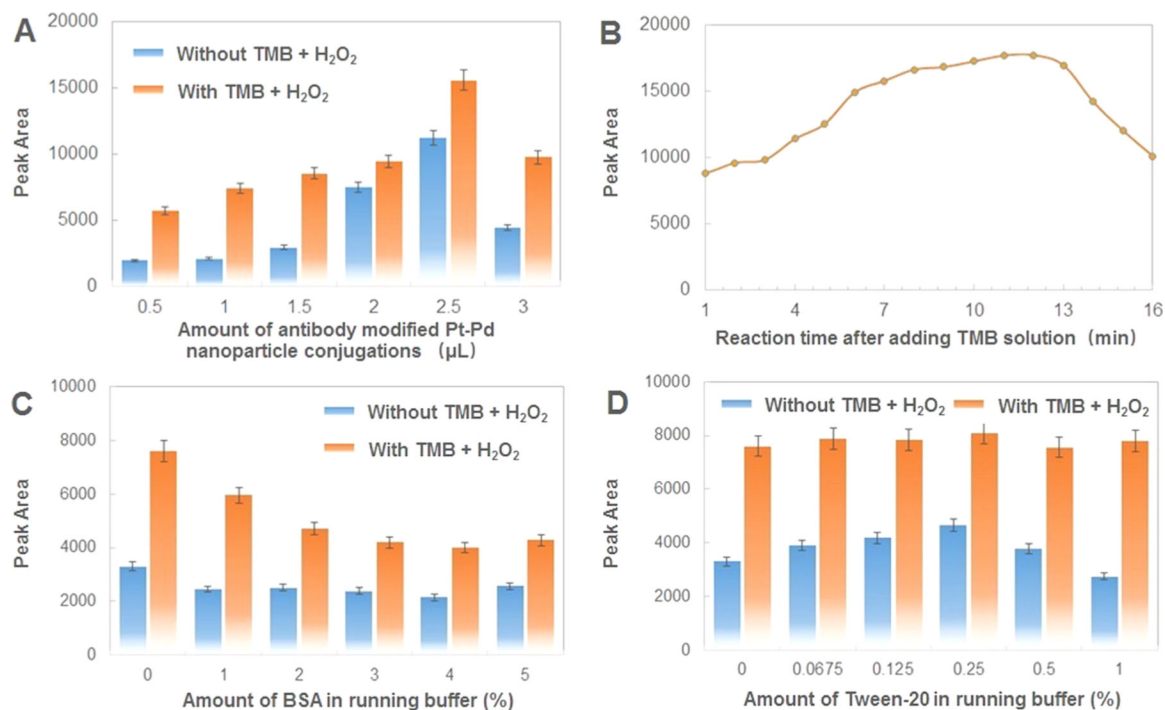 A
20000
15000
10000
5000
0
Peak Area
Without TMB + H₂O₂
With TMB + H₂O₂
0.5 1 1.5 2 2.5 3
Amount of antibody modified Pt-Pd
nanoparticle conjugations （μL）
B
20000
15000
10000
5000
0
Peak Area
1 4 7 10 13 16
Reaction time after adding TMB solution（min）
C
10000
8000
6000
4000
2000
0
Peak Area
Without TMB + H₂O₂
With TMB + H₂O₂
0 1 2 3 4 5
Amount of BSA in running buffer (%)
D
10000
8000
6000
4000
2000
0
Peak Area
Without TMB + H₂O₂ With TMB + H₂O₂
0 0.0675 0.125 0.25 0.5 1
Amount of Tween-20 in running buffer (%)